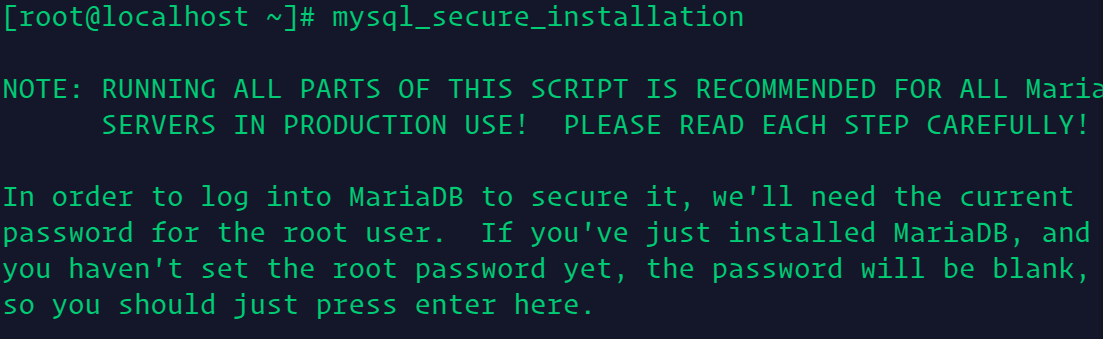 [root@localhost ~]# mysql_secure_installation
NOTE: RUNNING ALL PARTS OF THIS SCRIPT IS RECOMMENDED FOR ALL Maria
SERVERS IN PRODUCTION USE!  PLEASE READ EACH STEP CAREFULLY!
In order to log into MariaDB to secure it, we'll need the current
password for the root user.  If you've just installed MariaDB, and
you haven't set the root password yet, the password will be blank,
so you should just press enter here.